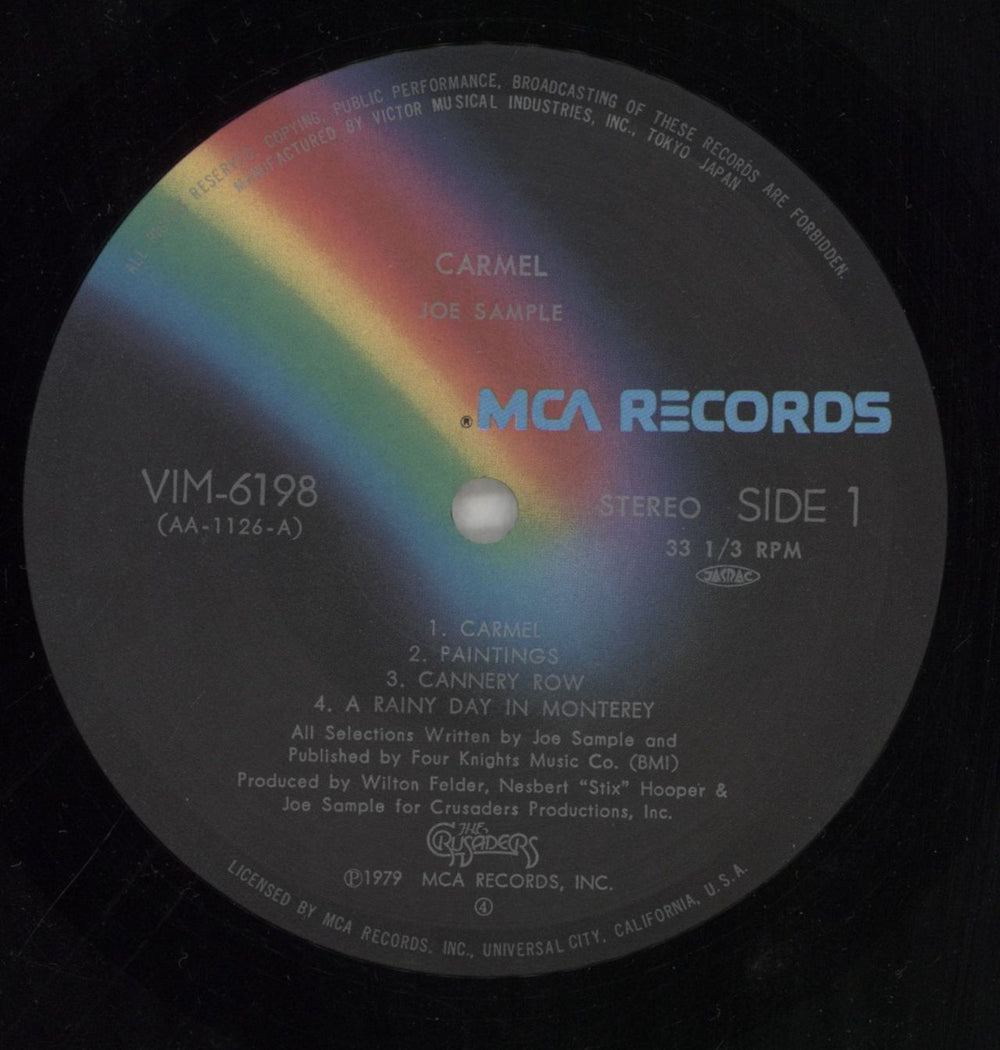 ALL RIGHTS RESERVED. COPYING, PUBLIC PERFORMANCE, BROADCASTING OF THESE RECORDS ARE FORBIDDEN.
MANUFACTURED BY VICTOR MUSICAL INDUSTRIES, INC., TOKYO JAPAN
CARMEL
JOE SAMPLE
® MCA RECORDS
VIM-6198
(AA-1126-A)
STEREO SIDE 1
33 1/3 RPM
JASRAC
1. CARMEL
2. PAINTINGS
3. CANNERY ROW
4. A RAINY DAY IN MONTEREY
All Selections Written by Joe Sample and
Published by Four Knights Music Co. (BMI)
Produced by Wilton Felder, Nesbert "Stix" Hooper &
Joe Sample for Crusaders Productions, Inc.
THE
CRUSADERS
℗1979 MCA RECORDS, INC.
④
LICENSED BY MCA RECORDS. INC., UNIVERSAL CITY, CALIFORNIA, U.S.A.